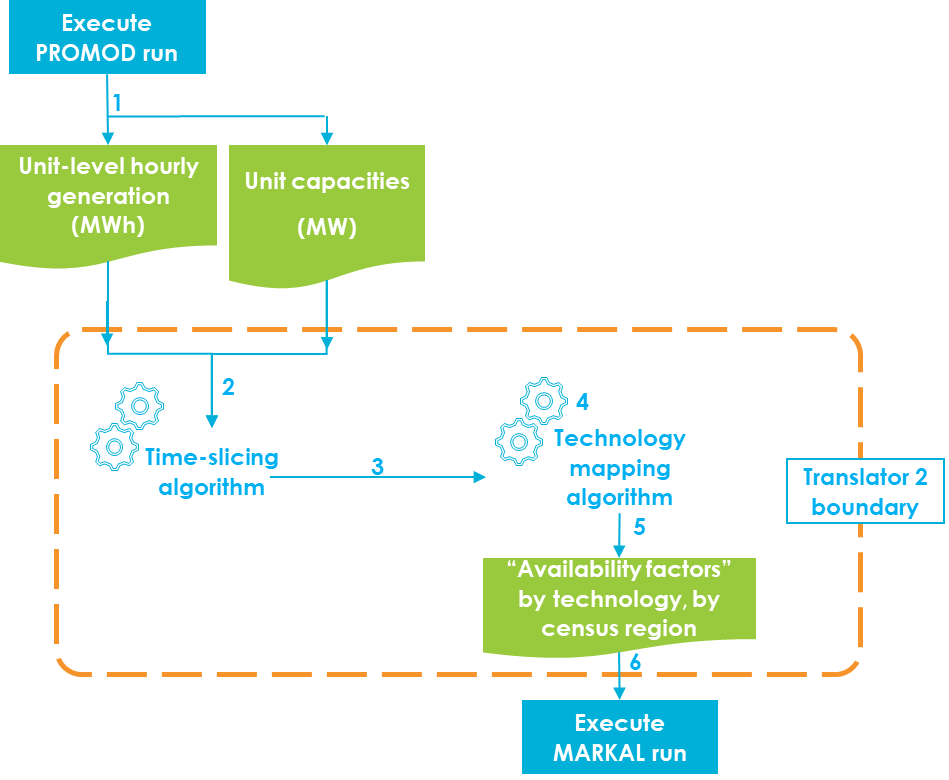 Execute
PROMOD run
1
Unit-level hourly
generation
(MWh)
Unit capacities
(MW)
2
Time-slicing
algorithm
3
4
Technology
mapping
algorithm
Translator 2
boundary
5
“Availability factors”
by technology, by
census region
6
Execute
MARKAL run